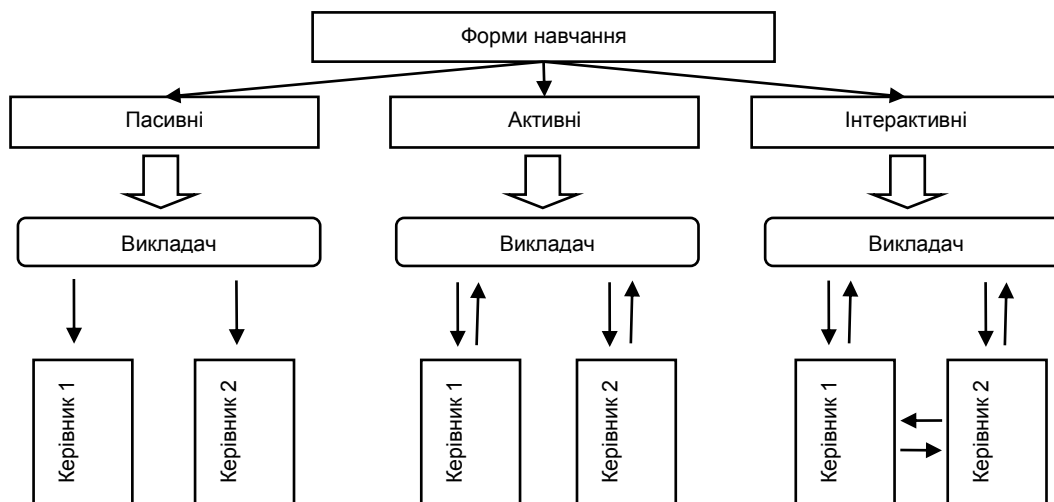 Форми навчання
Пасивні
Активні
Інтерактивні
Викладач
Викладач
Викладач
Керівник 1
Керівник 2
Керівник 1
Керівник 2
Керівник 1
Керівник 2